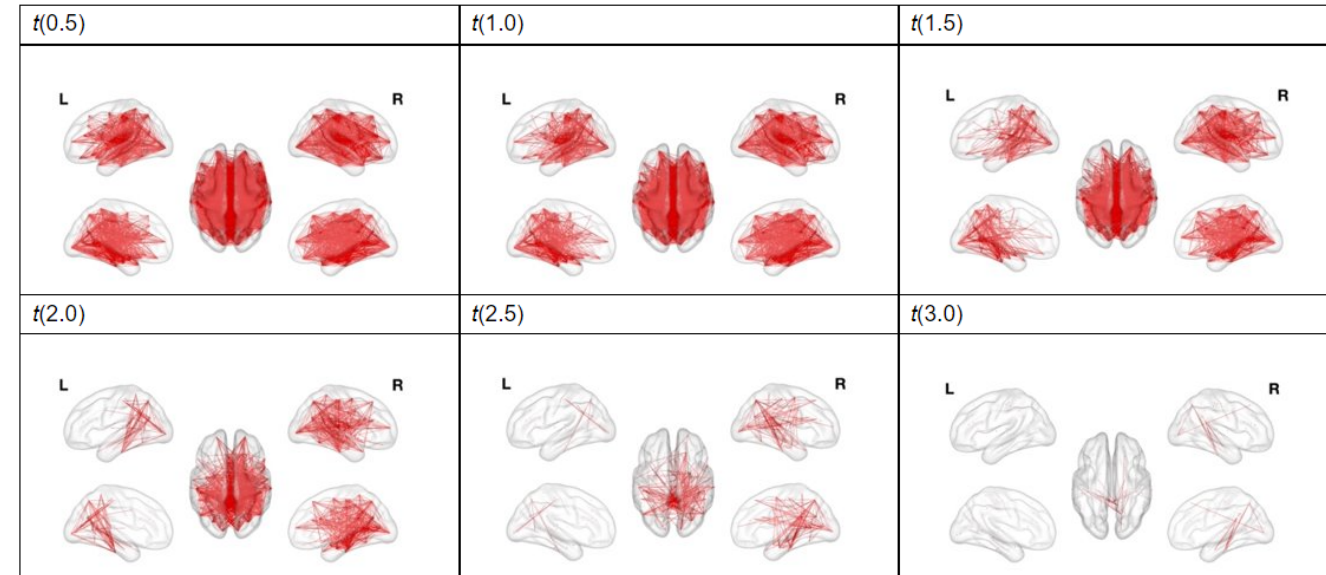 t(0.5)
t(1.0)
t(1.5)
L R
L R
L R
t(2.0)
t(2.5)
t(3.0)
L R
L R
L R